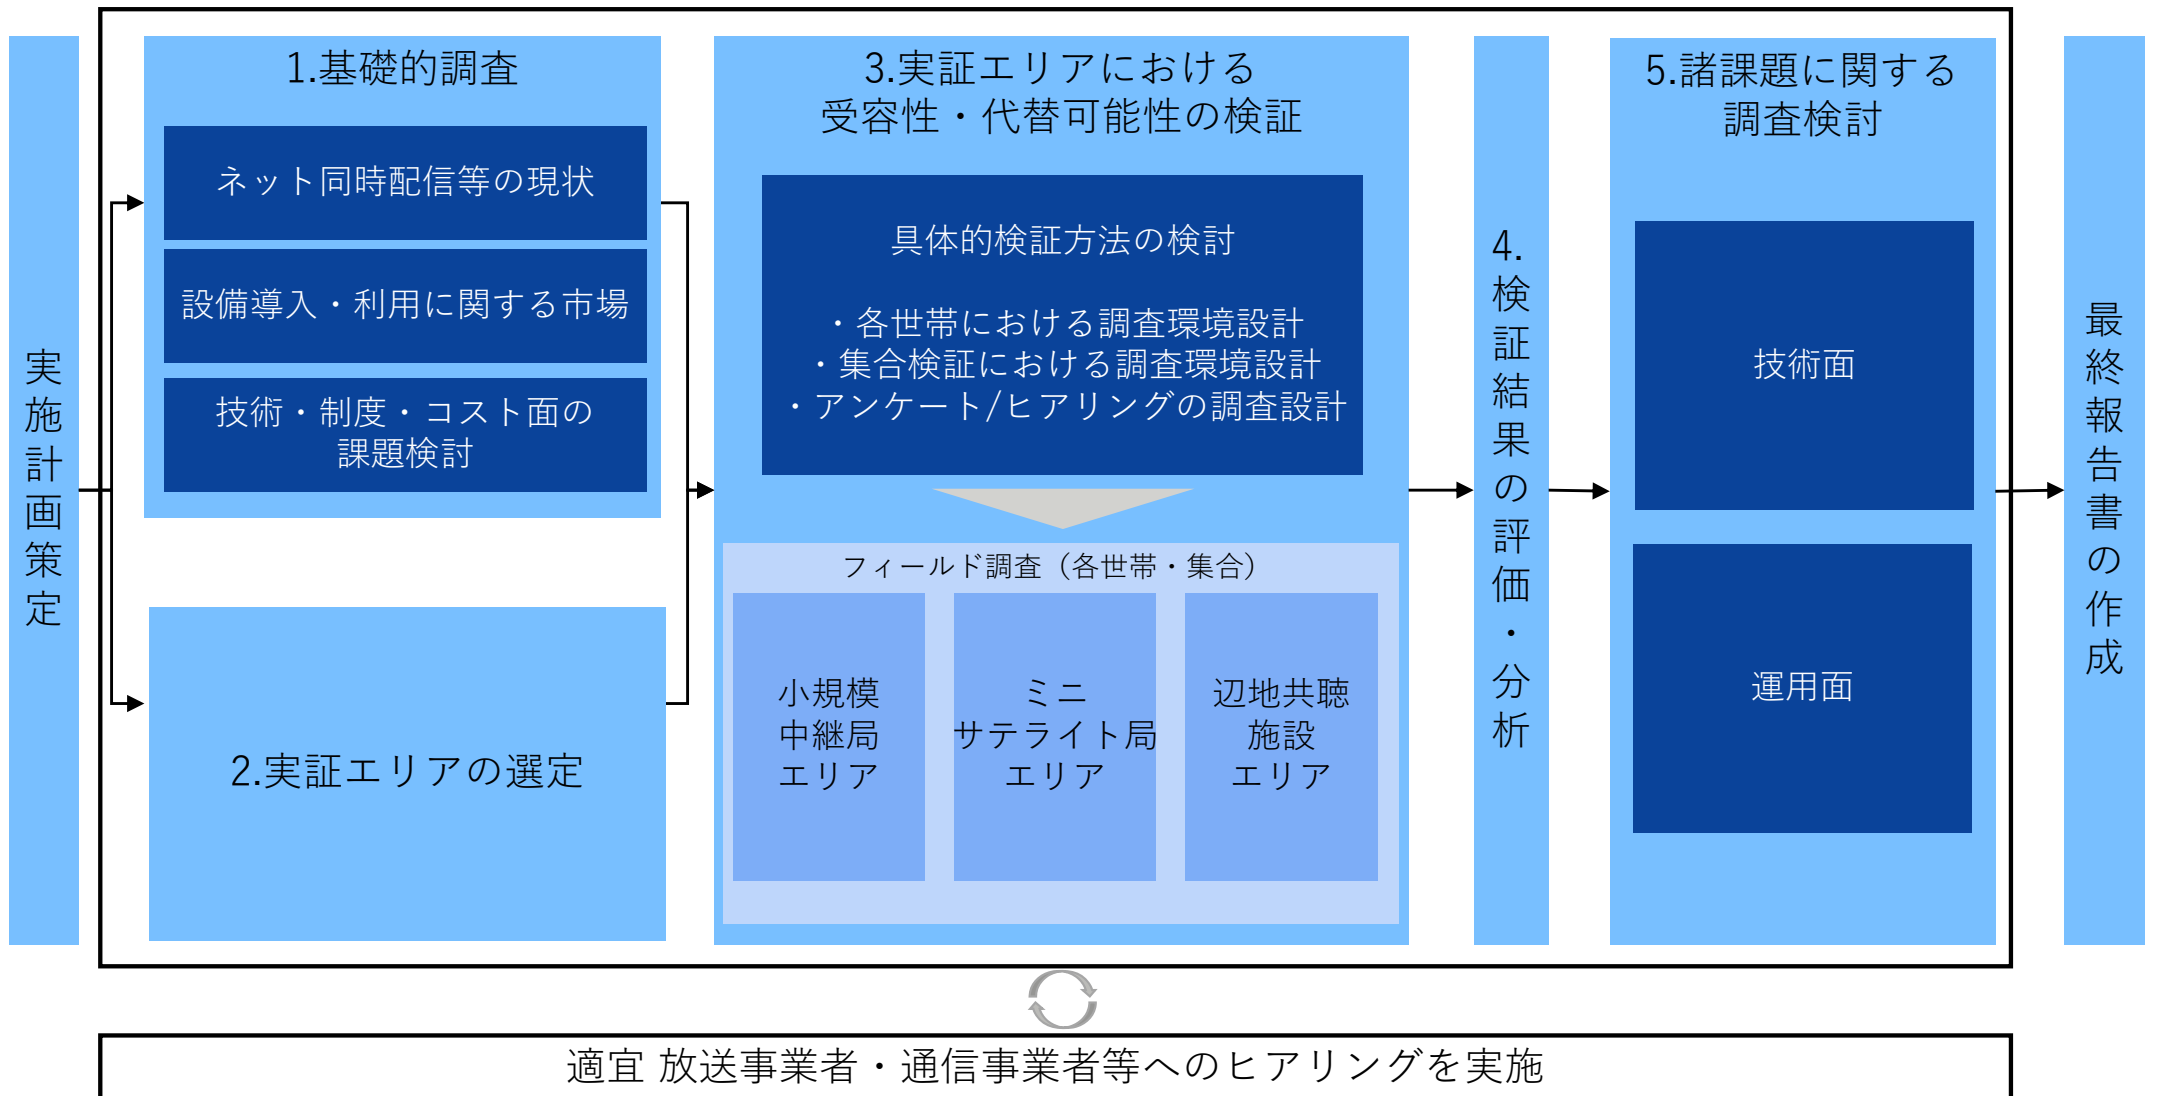 実施計画策定
1.基礎的調査
ネット同時配信等の現状
設備導入・利用に関する市場
技術・制度・コスト面の
課題検討
2.実証エリアの選定
3.実証エリアにおける
受容性・代替可能性の検証
具体的検証方法の検討
・各世帯における調査環境設計
・集合検証における調査環境設計
・アンケート/ヒアリングの調査設計
フィールド調査（各世帯・集合）
小規模
中継局
エリア
ミニ
サテライト局
エリア
辺地共聴
施設
エリア
4.検証結果の評価・分析
5.諸課題に関する
調査検討
技術面
運用面
最終報告書の作成
適宜 放送事業者・通信事業者等へのヒアリングを実施